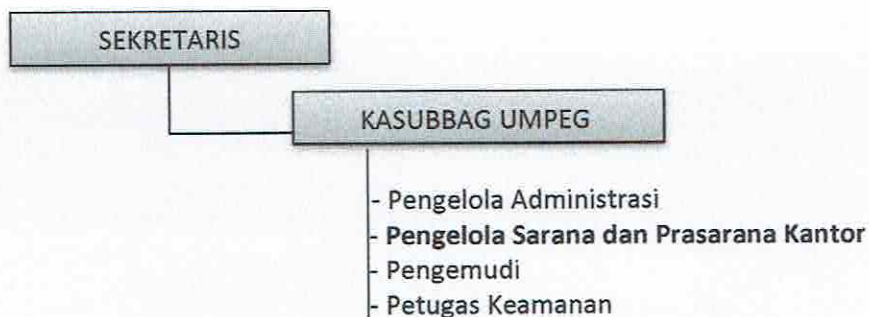 SEKRETARIS
KASUBBAG UMPEG
- Pengelola Administrasi
- Pengelola Sarana dan Prasarana Kantor
- Pengemudi
- Petugas Keamanan